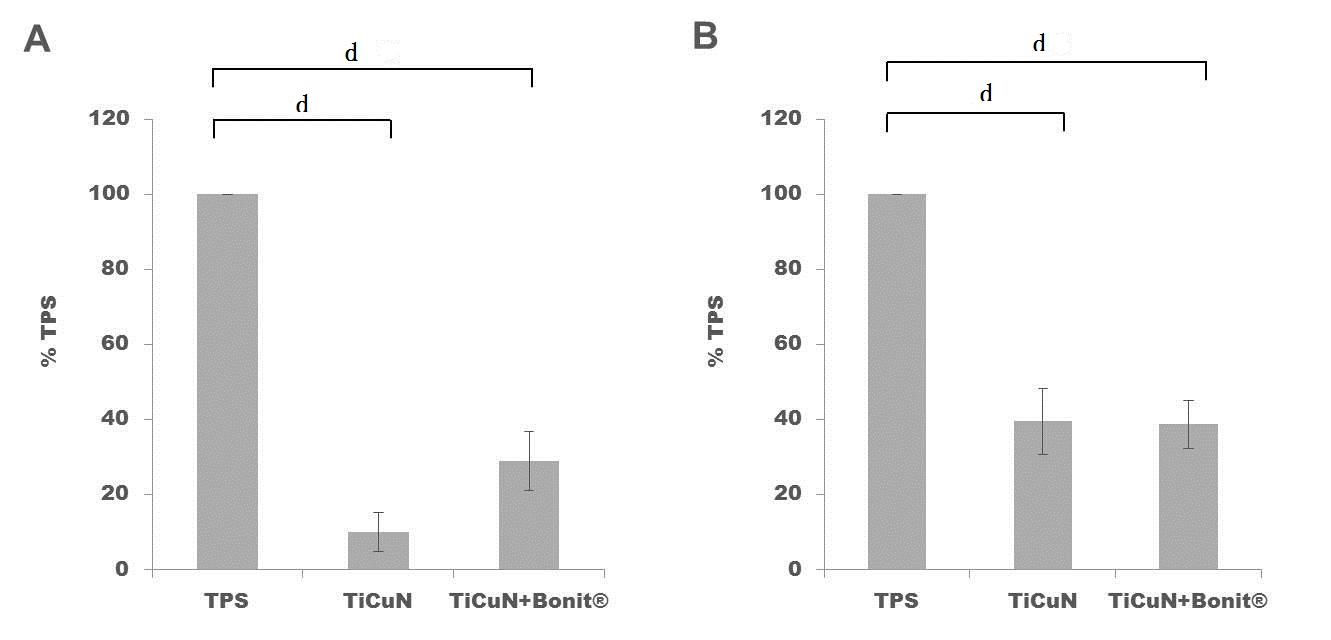 A
d
d
120
100
80
60
40
20
0
% TPS
TPS TiCuN TiCuN+Bonit®
B
d
d
120
100
80
60
40
20
0
% TPS
TPS TiCuN TiCuN+Bonit®